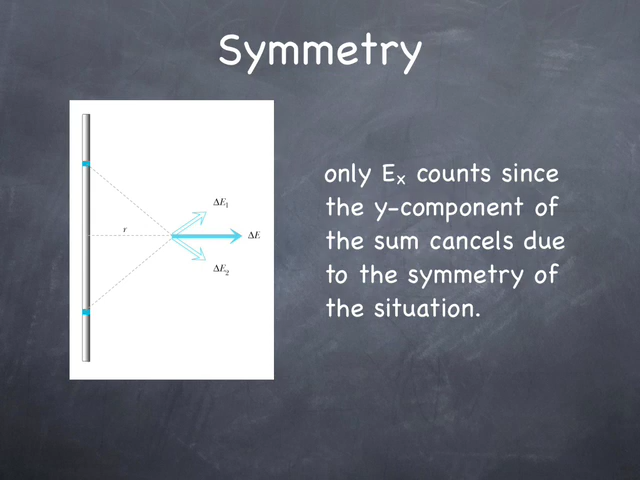 Symmetry
ΔE₁
r
ΔE
ΔE₂
only Eₓ counts since
the y-component of
the sum cancels due
to the symmetry of
the situation.